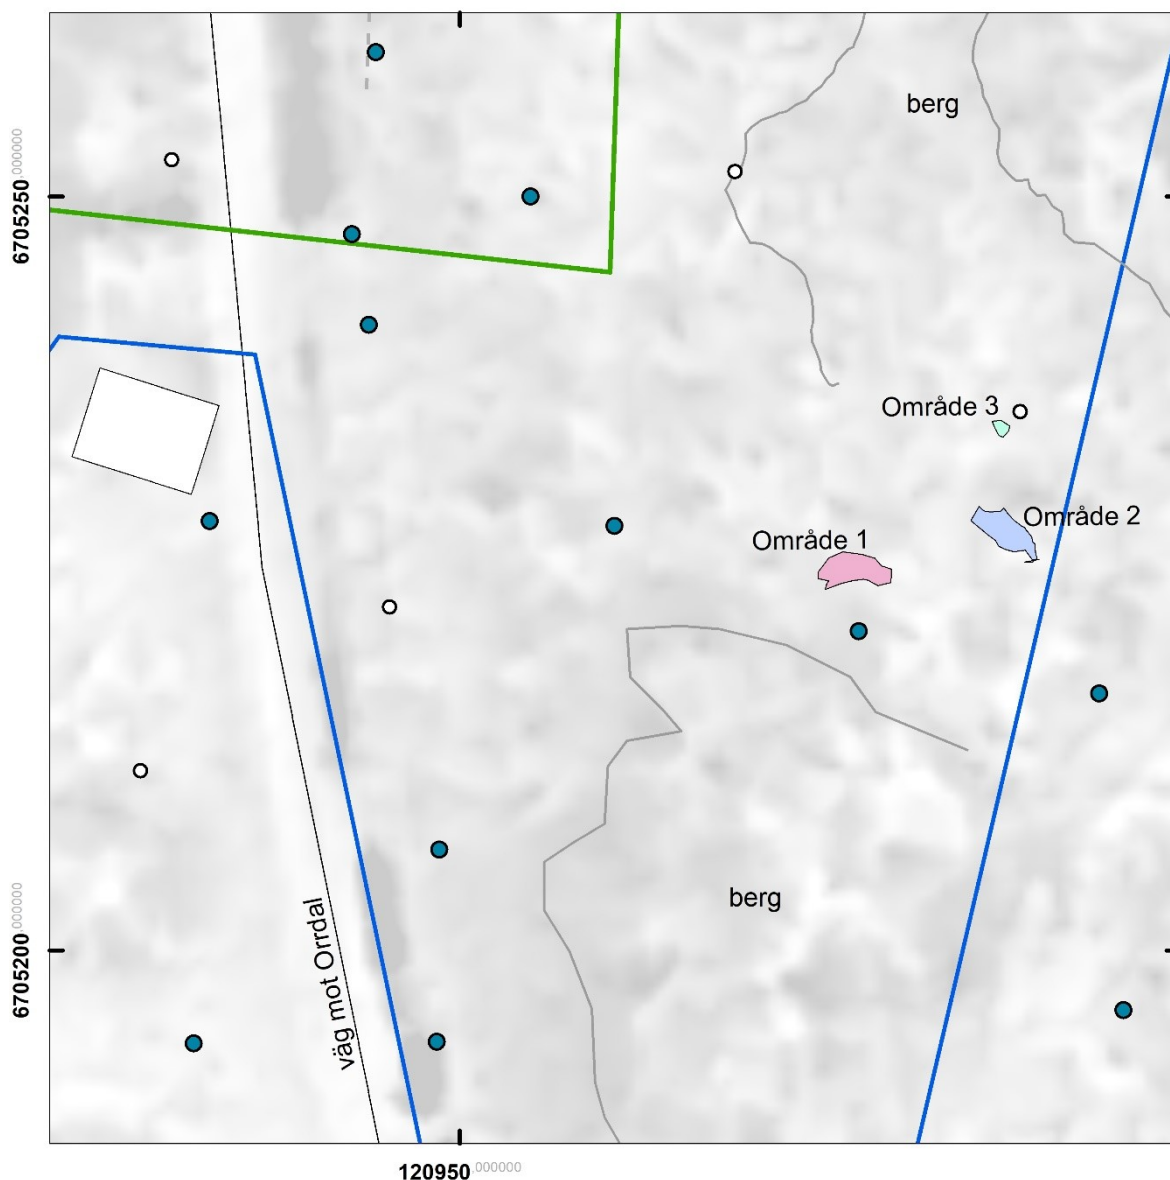 berg
6705250.000000
Område 3
Område 2
Område 1
berg
väg mot Orrdal
6705200.000000
120950.000000